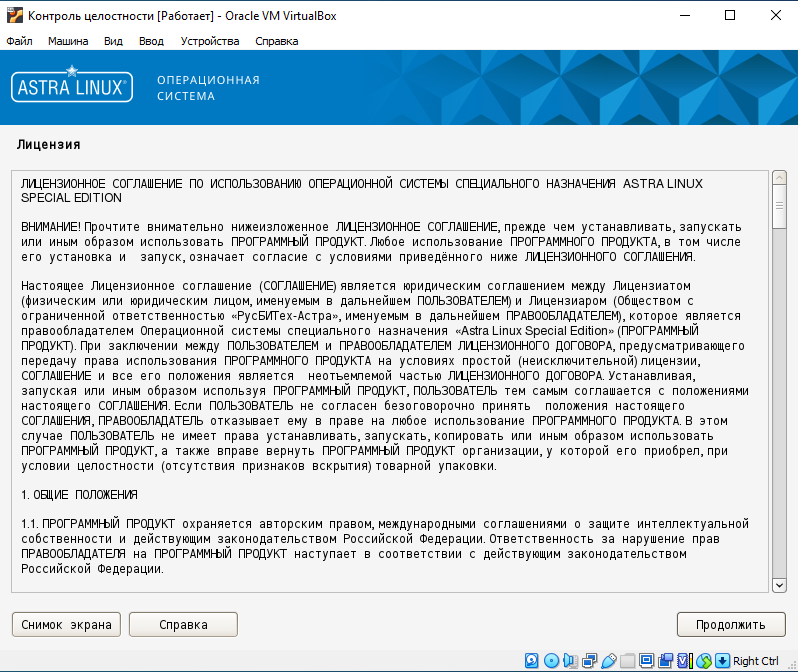 Контроль целостности [Работает] - Oracle VM VirtualBox
Файл Машина Вид Ввод Устройства Справка
ASTRA LINUX® ОПЕРАЦИОННАЯ
СИСТЕМА
Лицензия
ЛИЦЕНЗИОННОЕ СОГЛАШЕНИЕ ПО ИСПОЛЬЗОВАНИЮ ОПЕРАЦИОННОЙ СИСТЕМЫ СПЕЦИАЛЬНОГО НАЗНАЧЕНИЯ ASTRA LINUX
SPECIAL EDITION
ВНИМАНИЕ! Прочтите внимательно нижеизложенное ЛИЦЕНЗИОННОЕ СОГЛАШЕНИЕ, прежде чем устанавливать, запускать
или иным образом использовать ПРОГРАММНЫЙ ПРОДУКТ. Любое использование ПРОГРАММНОГО ПРОДУКТА, в том числе
его установка и запуск, означает согласие с условиями приведённого ниже ЛИЦЕНЗИОННОГО СОГЛАШЕНИЯ.
Настоящее Лицензионное соглашение (СОГЛАШЕНИЕ) является юридическим соглашением между Лицензиатом
(физическим или юридическим лицом, именуемым в дальнейшем ПОЛЬЗОВАТЕЛЕМ) и Лицензиаром (Обществом с
ограниченной ответственностью «РусБИТех-Астра», именуемым в дальнейшем ПРАВООБЛАДАТЕЛЕМ), которое является
правообладателем Операционной системы специального назначения «Astra Linux Special Edition» (ПРОГРАММНЫЙ
ПРОДУКТ). При заключении между ПОЛЬЗОВАТЕЛЕМ и ПРАВООБЛАДАТЕЛЕМ ЛИЦЕНЗИОННОГО ДОГОВОРА, предусматривающего
передачу права использования ПРОГРАММНОГО ПРОДУКТА на условиях простой (неисключительной) лицензии,
СОГЛАШЕНИЕ и все его положения является неотъемлемой частью ЛИЦЕНЗИОННОГО ДОГОВОРА. Устанавливая,
запуская или иным образом используя ПРОГРАММНЫЙ ПРОДУКТ, ПОЛЬЗОВАТЕЛЬ тем самым соглашается с положениями
настоящего СОГЛАШЕНИЯ. Если ПОЛЬЗОВАТЕЛЬ не согласен безоговорочно принять положения настоящего
СОГЛАШЕНИЯ, ПРАВООБЛАДАТЕЛЬ отказывает ему в праве на любое использование ПРОГРАММНОГО ПРОДУКТА. В этом
случае ПОЛЬЗОВАТЕЛЬ не имеет права устанавливать, запускать, копировать или иным образом использовать
ПРОГРАММНЫЙ ПРОДУКТ, а также вправе вернуть ПРОГРАММНЫЙ ПРОДУКТ организации, у которой его приобрел, при
условии целостности (отсутствия признаков вскрытия) товарной упаковки.
1. ОБЩИЕ ПОЛОЖЕНИЯ
1.1. ПРОГРАММНЫЙ ПРОДУКТ охраняется авторским правом, международными соглашениями о защите интеллектуальной
собственности и действующим законодательством Российской Федерации. Ответственность за нарушение прав
ПРАВООБЛАДАТЕЛЯ на ПРОГРАММНЫЙ ПРОДУКТ наступает в соответствии с действующим законодательством
Российской Федерации.
Снимок экрана Справка Продолжить
Right Ctrl